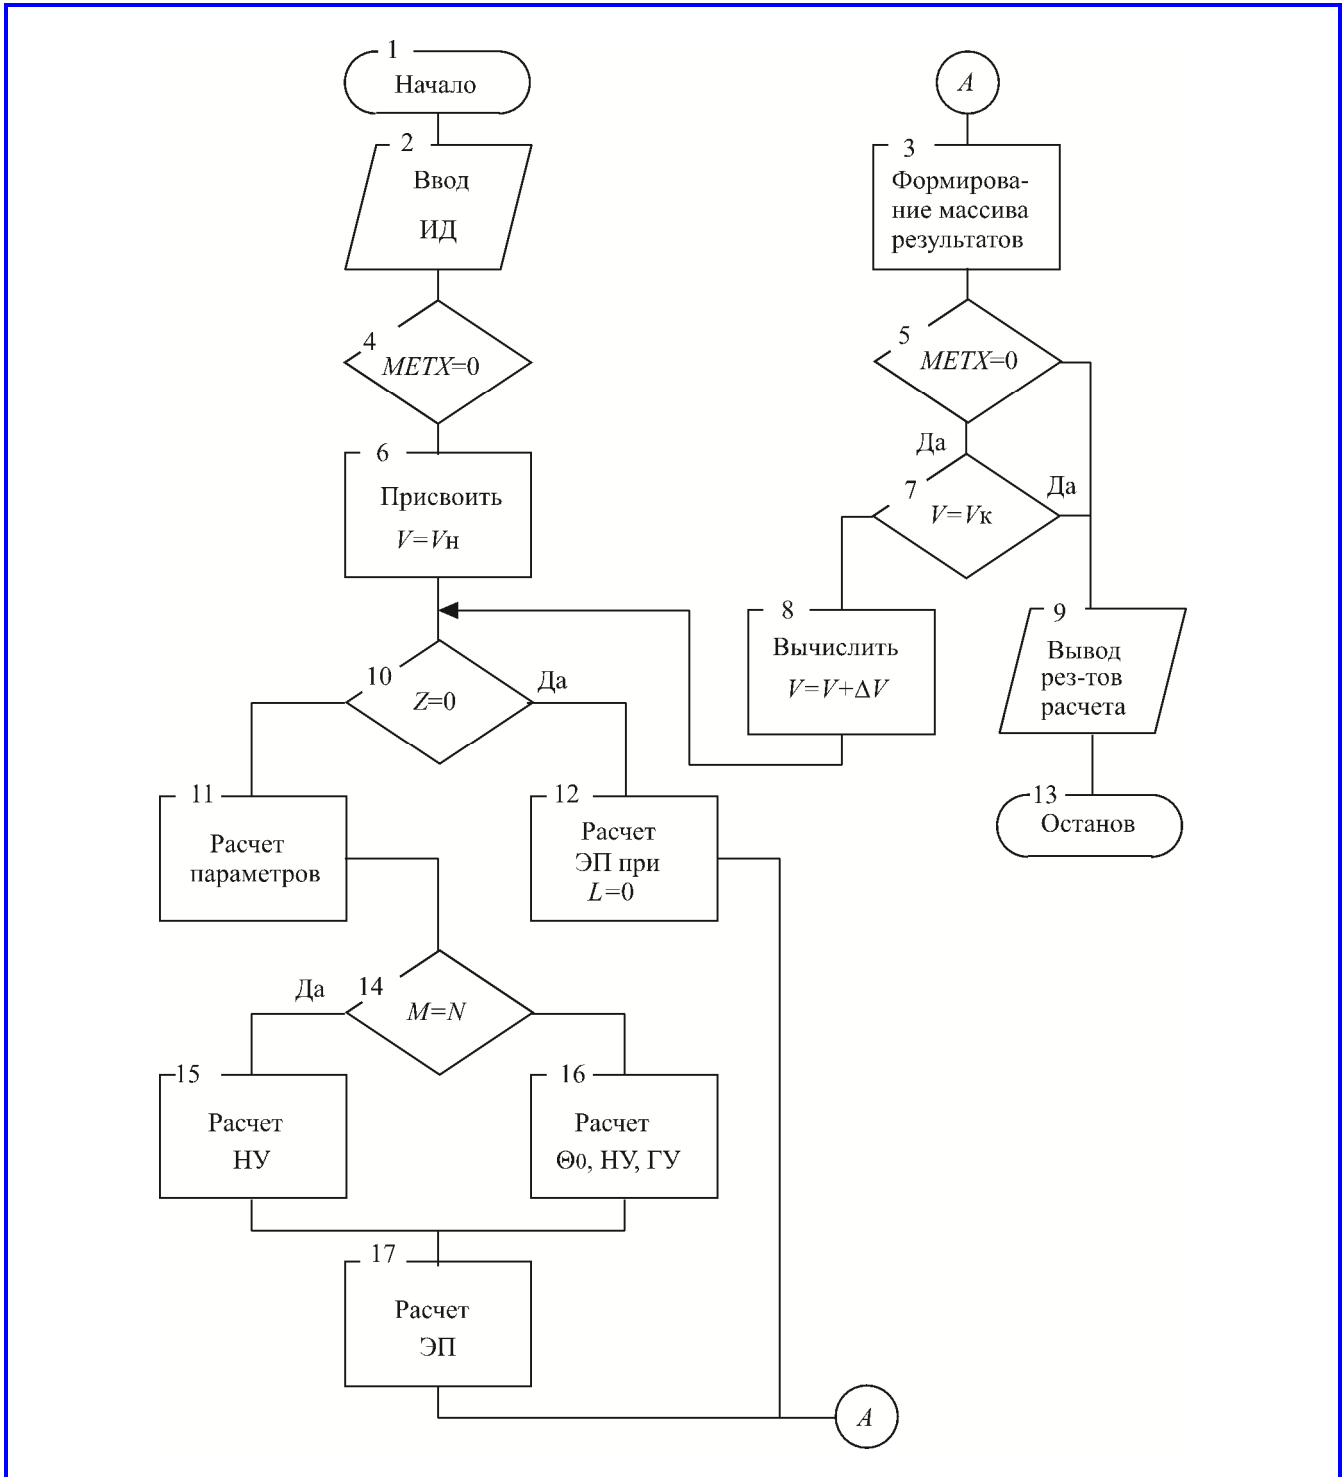 1
Начало
2
Ввод
ИД
4
METX=0
6
Присвоить
V=Vн
10
Z=0
Да
11
Расчет
параметров
12
Расчет
ЭП при
L=0
Да
14
M=N
15
Расчет
НУ
16
Расчет
Θ0, НУ, ГУ
17
Расчет
ЭП
A
A
3
Формирова-
ние массива
результатов
5
METX=0
Да
7
V=Vк
Да
8
Вычислить
V=V+ΔV
9
Вывод
рез-тов
расчета
13
Останов